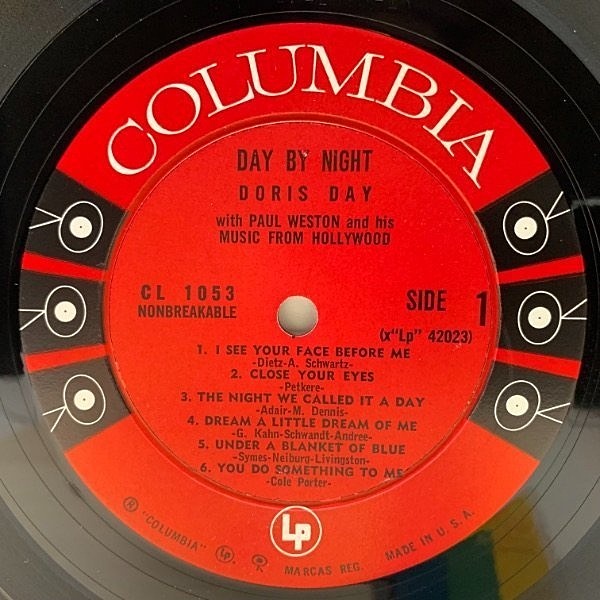 COLUMBIA
DAY BY NIGHT
DORIS DAY
with PAUL WESTON and his
MUSIC FROM HOLLYWOOD
CL 1053
NONBREAKABLE
SIDE 1
(x"Lp" 42023)
1. I SEE YOUR FACE BEFORE ME
-Dietz-A. Schwartz-
2. CLOSE YOUR EYES
-Petkere-
3. THE NIGHT WE CALLED IT A DAY
-Adair-M. Dennis-
4. DREAM A LITTLE DREAM OF ME
-G. Kahn-Schwandt-Andree-
5. UNDER A BLANKET OF BLUE
-Symes-Neiburg-Livingston-
6. YOU DO SOMETHING TO ME
-Cole Porter-
Lp
® "COLUMBIA" Lp. MARCAS REG. MADE IN U.S.A.